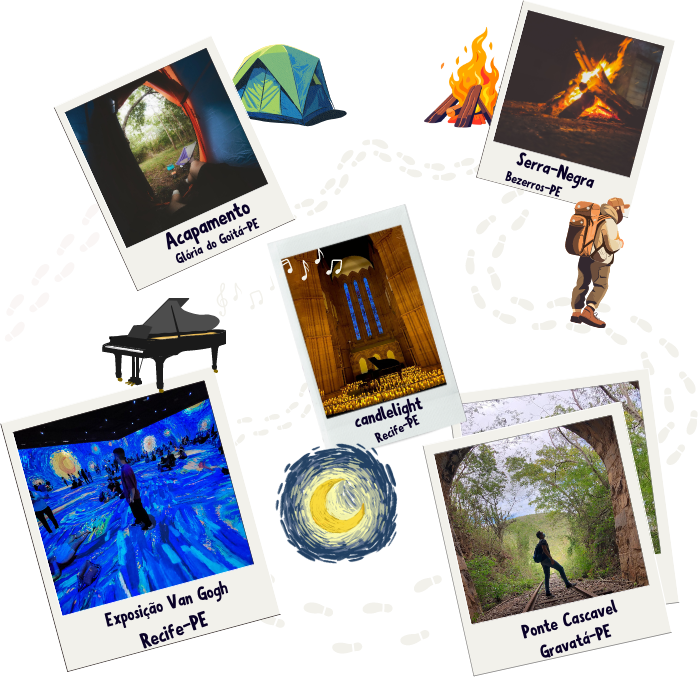 Acapamento
Glória do Goitá-PE
Serra-Negra
Bezerros-PE
candlelight
Recife-PE
Exposição Van Gogh
Recife-PE
Ponte Cascavel
Gravatá-PE